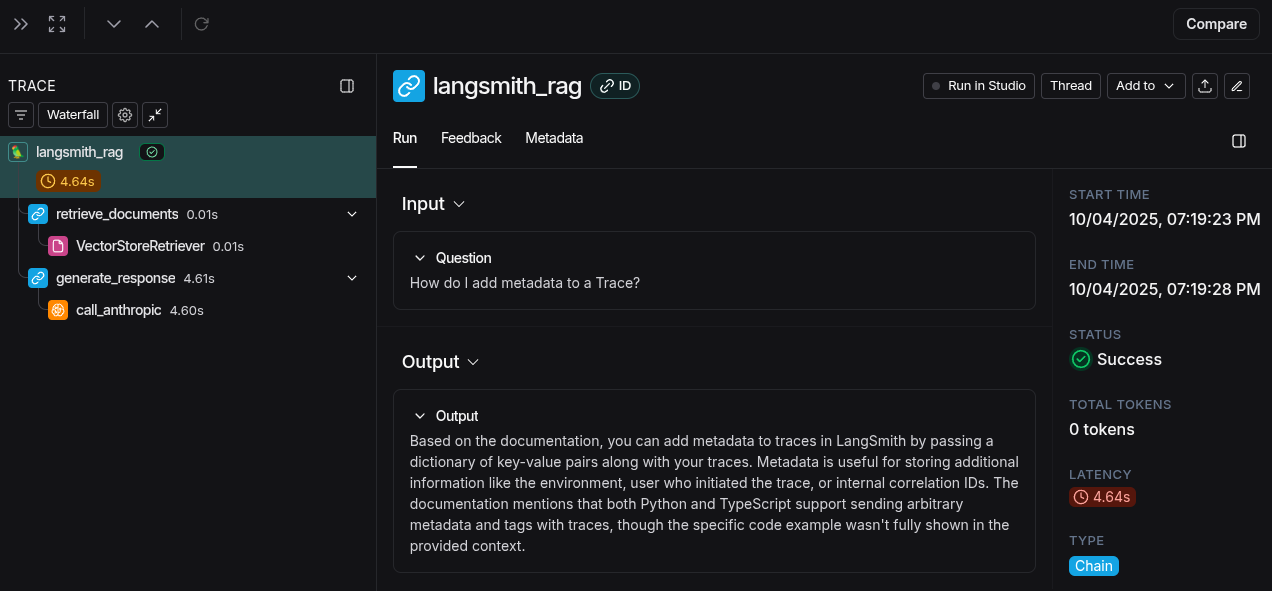 Compare
TRACE
Waterfall
langsmith_rag
4.64s
retrieve_documents 0.01s
VectorStoreRetriever 0.01s
generate_response 4.61s
call_anthropic 4.60s
langsmith_rag ID
Run in Studio Thread Add to
Run Feedback Metadata
Input
Question
How do I add metadata to a Trace?
Output
Output
Based on the documentation, you can add metadata to traces in LangSmith by passing a
dictionary of key-value pairs along with your traces. Metadata is useful for storing additional
information like the environment, user who initiated the trace, or internal correlation IDs. The
documentation mentions that both Python and TypeScript support sending arbitrary
metadata and tags with traces, though the specific code example wasn't fully shown in the
provided context.
START TIME
10/04/2025, 07:19:23 PM
END TIME
10/04/2025, 07:19:28 PM
STATUS
Success
TOTAL TOKENS
0 tokens
LATENCY
4.64s
TYPE
Chain